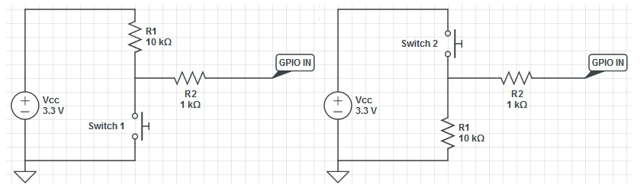 R1
10 kΩ
GPIO IN
R2
1 kΩ
Vcc
3.3 V
+
Switch 1
Switch 2
GPIO IN
R2
1 kΩ
Vcc
3.3 V
+
R1
10 kΩ